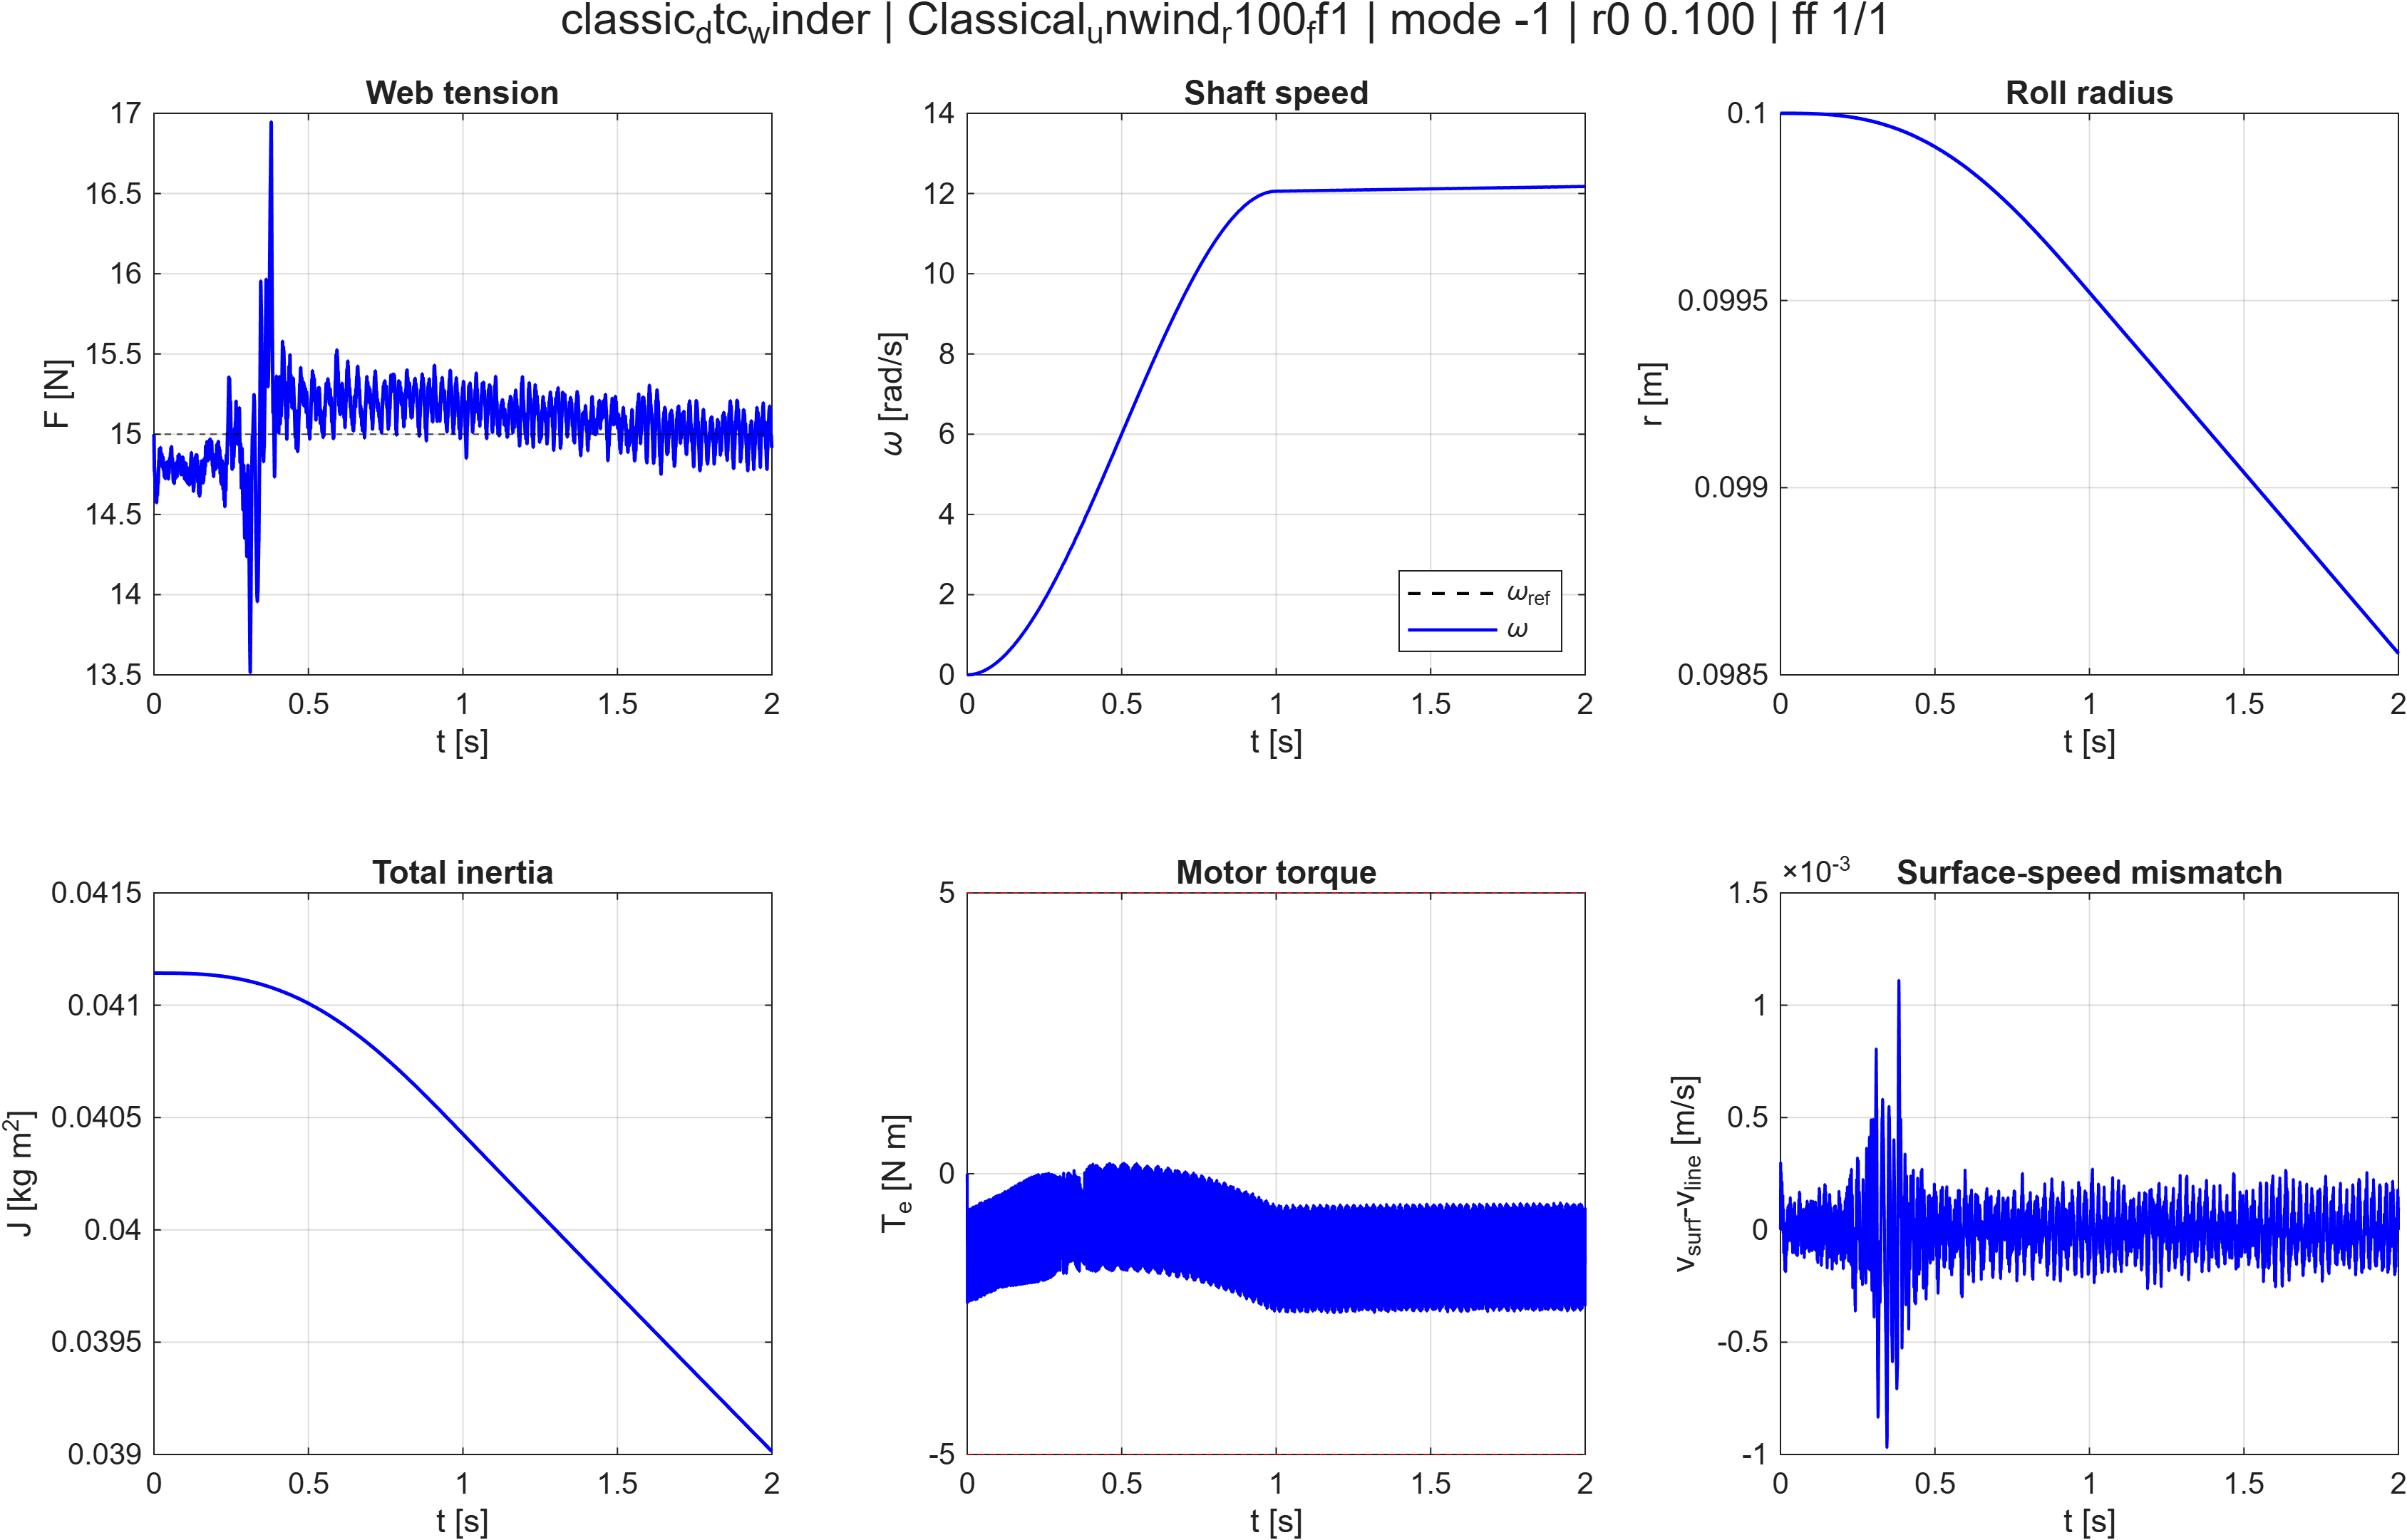 classic_dtc_winder | Classical_unwind_r100_ff1 | mode -1 | r0 0.100 | ff 1/1
Web tension
17
16.5
16
15.5
15
14.5
14
13.5
F [N]
0 0.5 1 1.5 2
t [s]
Shaft speed
14
12
10
8
6
4
2
0
ω [rad/s]
ω_ref
ω
0 0.5 1 1.5 2
t [s]
Roll radius
0.1
0.0995
0.099
0.0985
r [m]
0 0.5 1 1.5 2
t [s]
Total inertia
0.0415
0.041
0.0405
0.04
0.0395
0.039
J [kg m²]
0 0.5 1 1.5 2
t [s]
Motor torque
5
0
-5
T_e [N m]
0 0.5 1 1.5 2
t [s]
×10⁻³ Surface-speed mismatch
1.5
1
0.5
0
-0.5
-1
v_surf-v_line [m/s]
0 0.5 1 1.5 2
t [s]